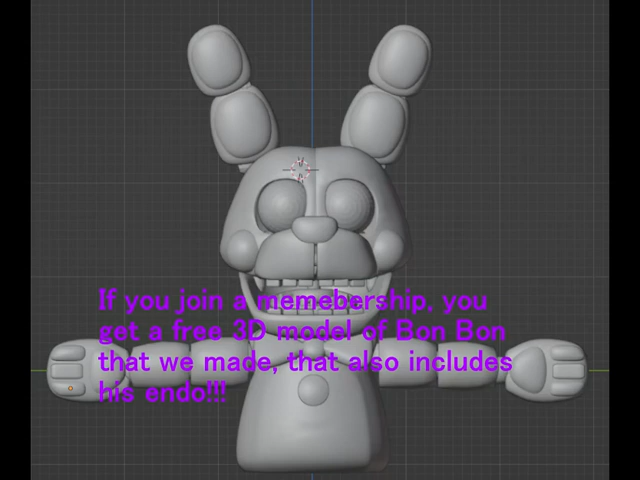 If you join a memebership, you
get a free 3D model of Bon Bon
that we made, that also includes
his endo!!!